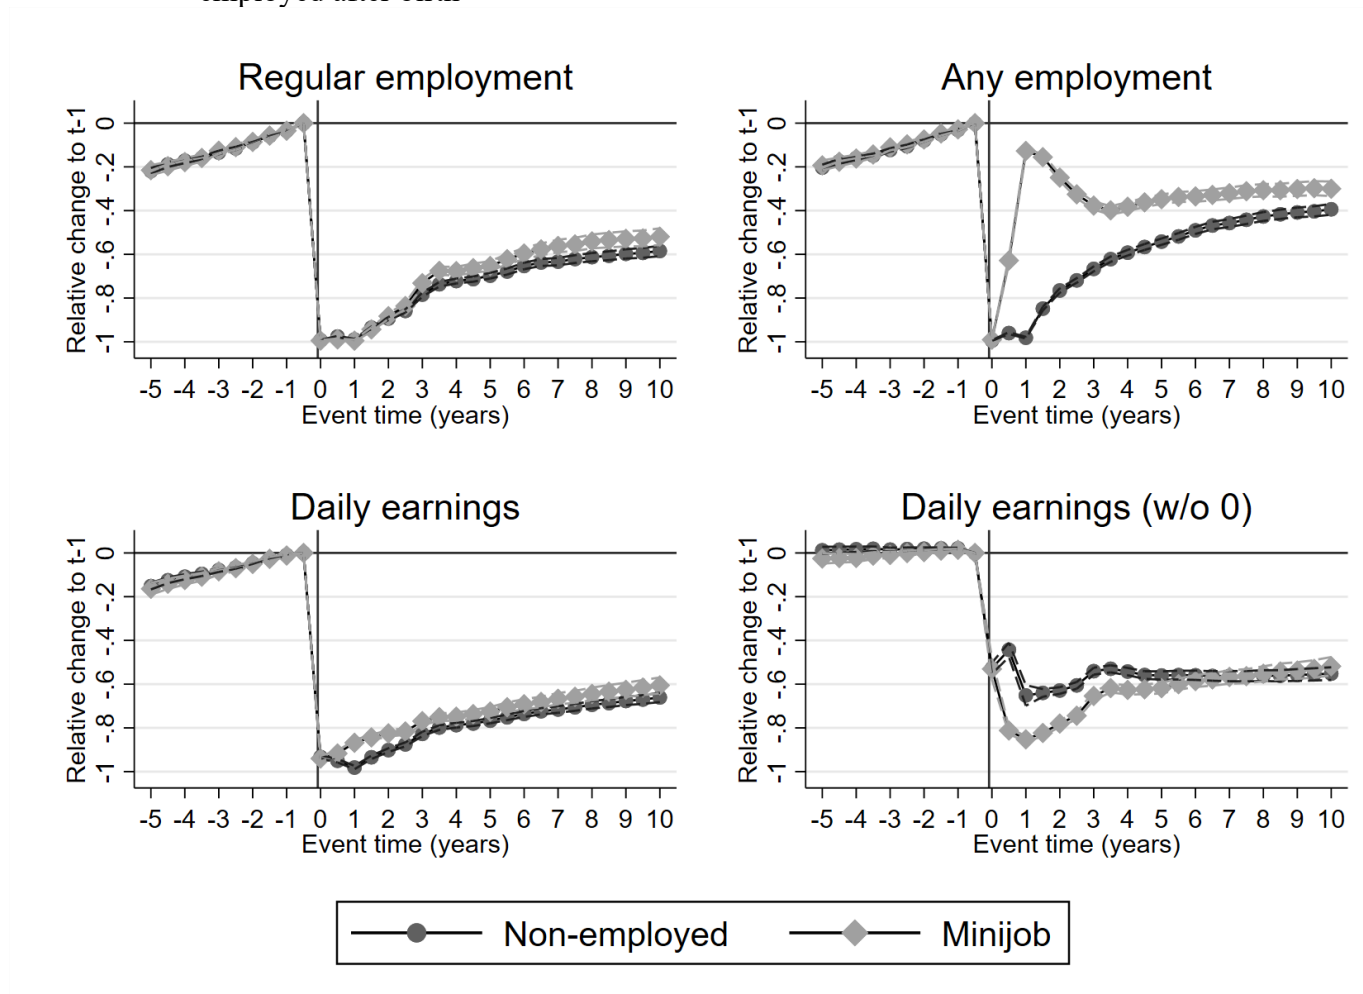 employed after birth
Regular employment
Relative change to t-1
0
-.2
-.4
-.6
-.8
-1
-5 -4 -3 -2 -1 0 1 2 3 4 5 6 7 8 9 10
Event time (years)
Any employment
Relative change to t-1
0
-.2
-.4
-.6
-.8
-1
-5 -4 -3 -2 -1 0 1 2 3 4 5 6 7 8 9 10
Event time (years)
Daily earnings
Relative change to t-1
0
-.2
-.4
-.6
-.8
-1
-5 -4 -3 -2 -1 0 1 2 3 4 5 6 7 8 9 10
Event time (years)
Daily earnings (w/o 0)
Relative change to t-1
0
-.2
-.4
-.6
-.8
-1
-5 -4 -3 -2 -1 0 1 2 3 4 5 6 7 8 9 10
Event time (years)
Non-employed Minijob